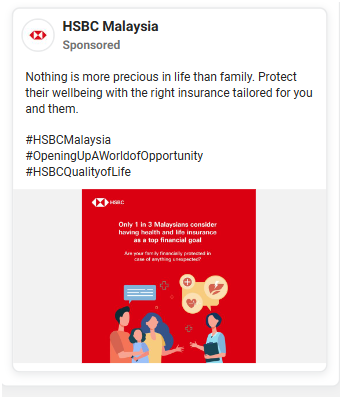 HSBC Malaysia
Sponsored
Nothing is more precious in life than family. Protect
their wellbeing with the right insurance tailored for you
and them.
#HSBCMalaysia
#OpeningUpAWorldofOpportunity
#HSBCQualityofLife
HSBC
Only 1 in 3 Malaysians consider
having health and life insurance
as a top financial goal
Are your family financially protected in
case of anything unexpected?